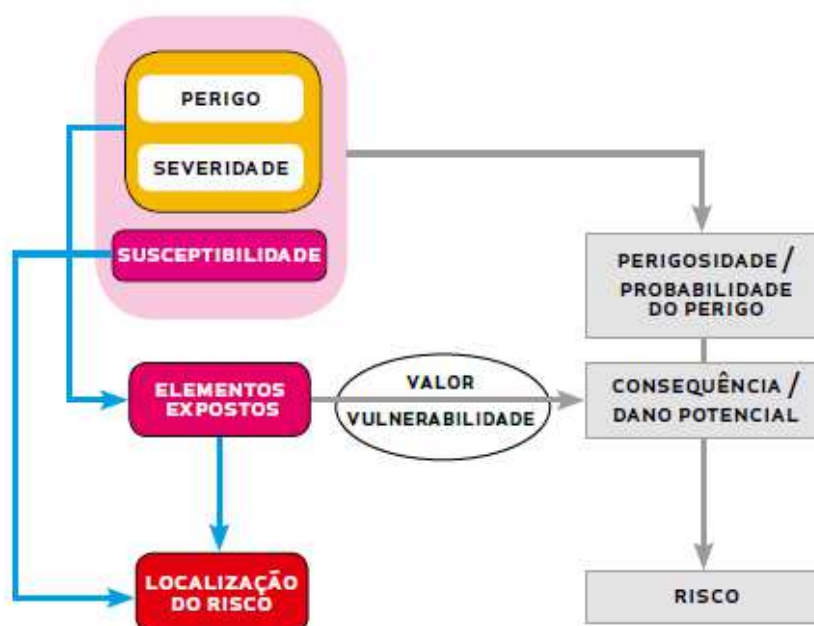 PERIGO
SEVERIDADE
SUSCEPTIBILIDADE
PERIGOSIDADE /
PROBABILIDADE
DO PERIGO
ELEMENTOS
EXPOSTOS
VALOR
VULNERABILIDADE
CONSEQUÊNCIA /
DANO POTENCIAL
LOCALIZAÇÃO
DO RISCO
RISCO